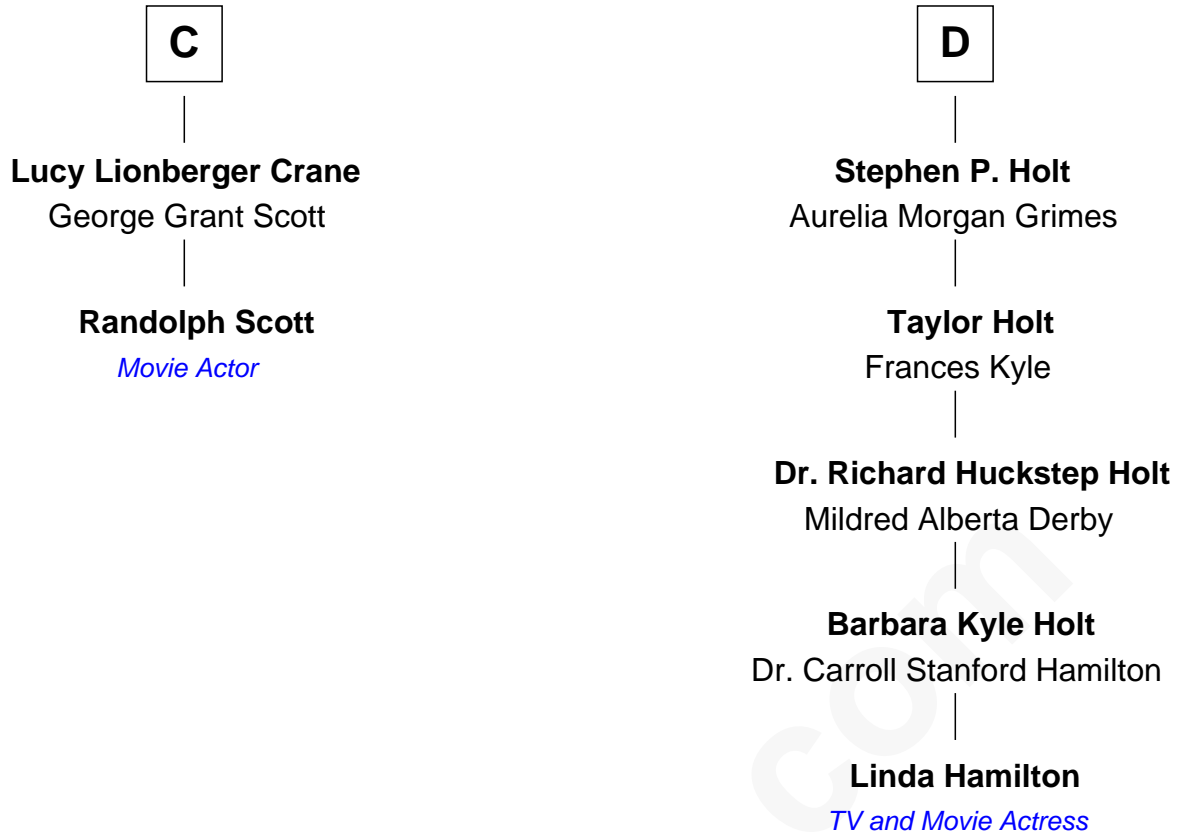 C
Lucy Lionberger Crane
George Grant Scott
Randolph Scott
Movie Actor
D
Stephen P. Holt
Aurelia Morgan Grimes
Taylor Holt
Frances Kyle
Dr. Richard Huckstep Holt
Mildred Alberta Derby
Barbara Kyle Holt
Dr. Carroll Stanford Hamilton
Linda Hamilton
TV and Movie Actress
com